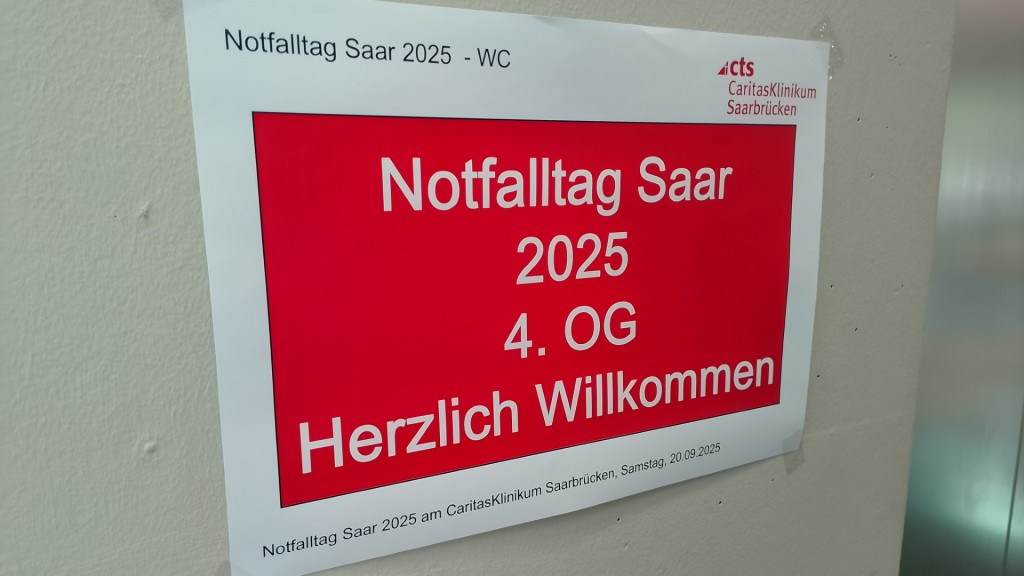 Notfalltag Saar 2025 - WC
cts
CaritasKlinikum
Saarbrücken
Notfalltag Saar
2025
4. OG
Herzlich Willkommen
Notfalltag Saar 2025 am CaritasKlinikum Saarbrücken, Samstag, 20.09.2025